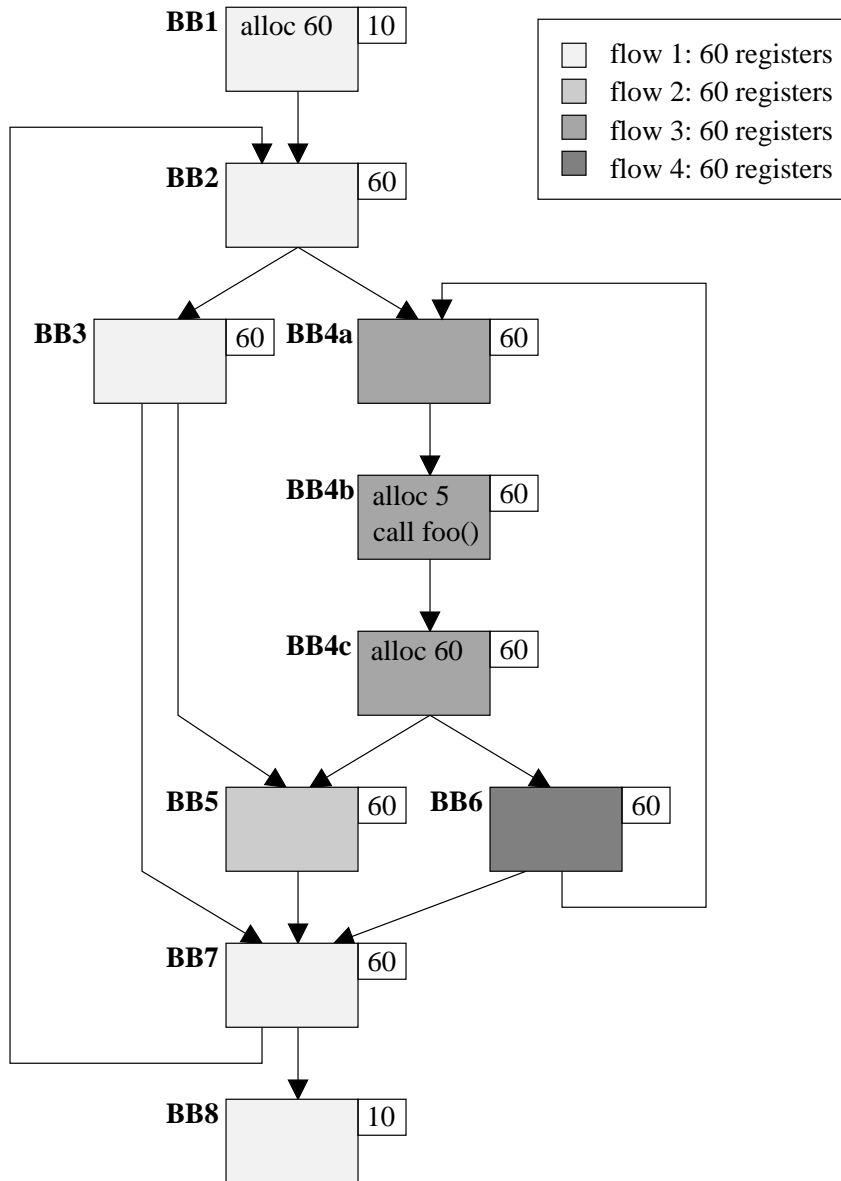 BB1
alloc 60
10
flow 1: 60 registers
flow 2: 60 registers
flow 3: 60 registers
flow 4: 60 registers
BB2
60
BB3
60
BB4a
60
BB4b
alloc 5
call foo()
60
BB4c
alloc 60
60
BB5
60
BB6
60
BB7
60
BB8
10